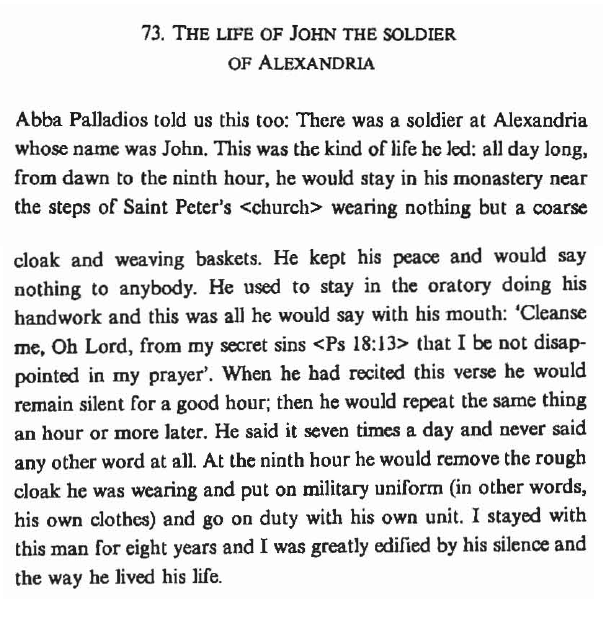 73. THE LIFE OF JOHN THE SOLDIER
OF ALEXANDRIA
Abba Palladios told us this too: There was a soldier at Alexandria
whose name was John. This was the kind of life he led: all day long,
from dawn to the ninth hour, he would stay in his monastery near
the steps of Saint Peter's <church> wearing nothing but a coarse
cloak and weaving baskets. He kept his peace and would say
nothing to anybody. He used to stay in the oratory doing his
handwork and this was all he would say with his mouth: 'Cleanse
me, Oh Lord, from my secret sins <Ps 18:13> that I be not disap-
pointed in my prayer'. When he had recited this verse he would
remain silent for a good hour; then he would repeat the same thing
an hour or more later. He said it seven times a day and never said
any other word at all. At the ninth hour he would remove the rough
cloak he was wearing and put on military uniform (in other words,
his own clothes) and go on duty with his own unit. I stayed with
this man for eight years and I was greatly edified by his silence and
the way he lived his life.